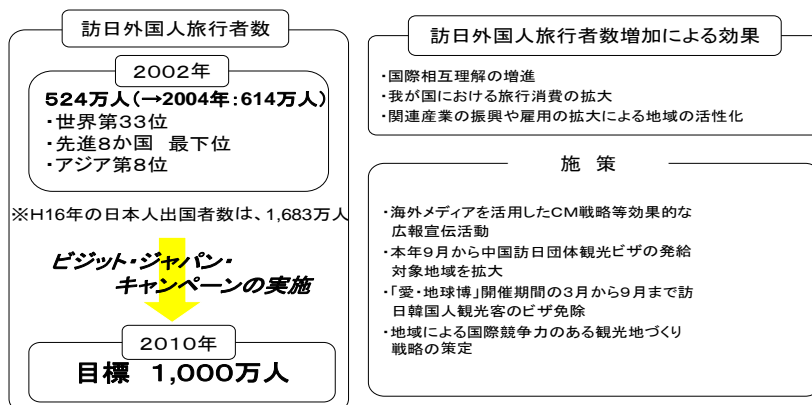 訪日外国人旅行者数
2002年
524万人(→2004年:614万人)
・世界第33位
・先進8か国 最下位
・アジア第8位
※H16年の日本人出国者数は、1,683万人
ビジット・ジャパン・
キャンペーンの実施
2010年
目標 1,000万人
訪日外国人旅行者数増加による効果
・国際相互理解の増進
・我が国における旅行消費の拡大
・関連産業の振興や雇用の拡大による地域の活性化
施策
・海外メディアを活用したCM戦略等効果的な
広報宣伝活動
・本年9月から中国訪日団体観光ビザの発給
対象地域を拡大
・「愛・地球博」開催期間の3月から9月まで訪
日韓国人観光客のビザ免除
・地域による国際競争力のある観光地づくり
戦略の策定